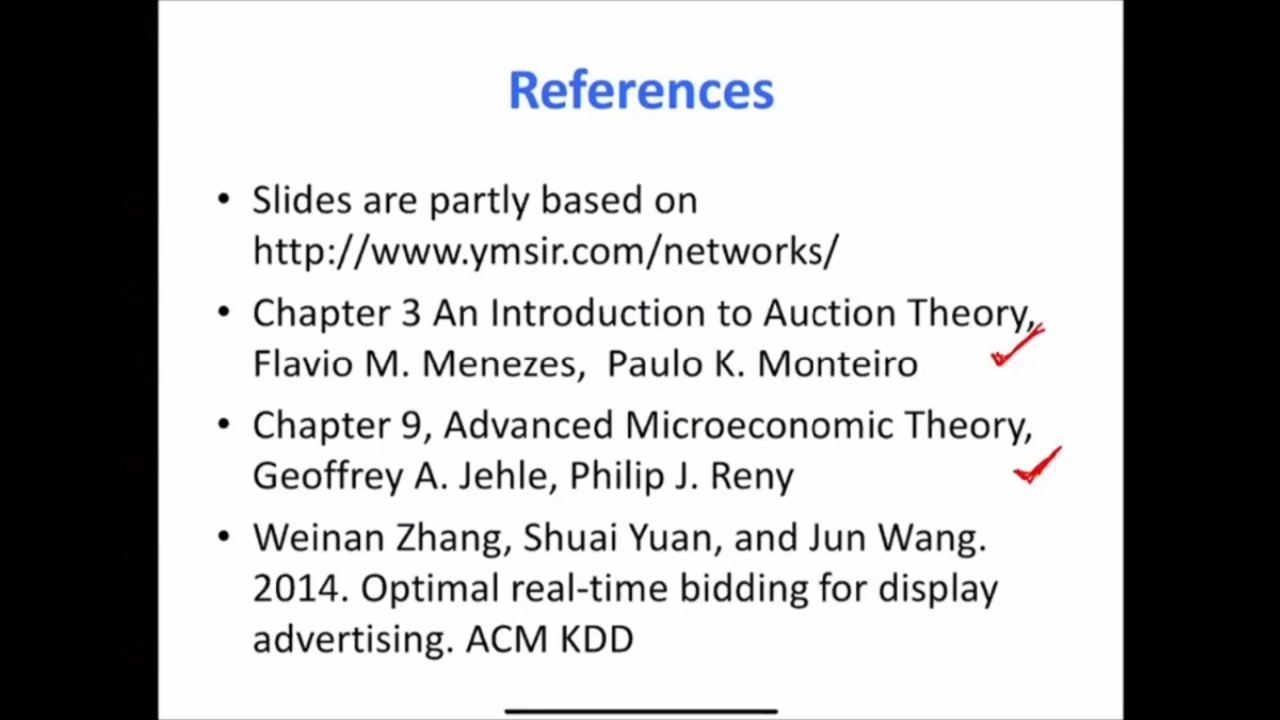 References
• Slides are partly based on
http://www.ymsir.com/networks/
• Chapter 3 An Introduction to Auction Theory,
Flavio M. Menezes,  Paulo K. Monteiro
• Chapter 9, Advanced Microeconomic Theory,
Geoffrey A. Jehle, Philip J. Reny
• Weinan Zhang, Shuai Yuan, and Jun Wang.
2014. Optimal real-time bidding for display
advertising. ACM KDD